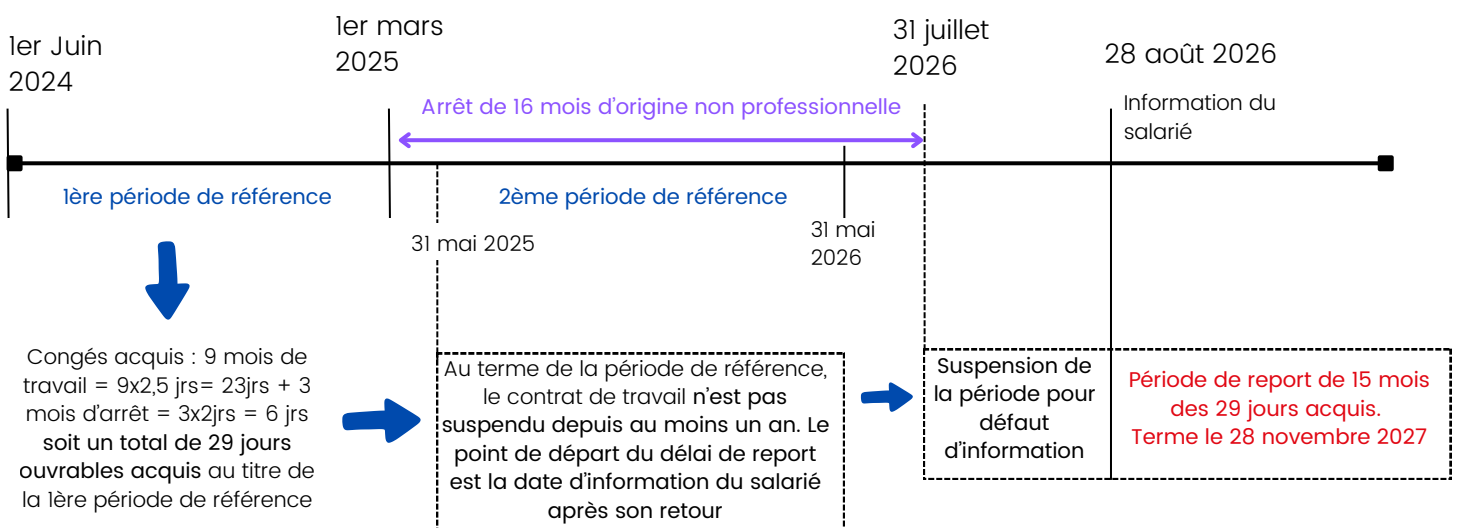 1er Juin
2024
1er mars
2025
31 juillet
2026
28 août 2026
Arrêt de 16 mois d'origine non professionnelle
Information du
salarié
1ère période de référence
2ème période de référence
31 mai 2025
31 mai
2026
Congés acquis : 9 mois de
travail = 9x2,5 jrs= 23jrs + 3
mois d'arrêt = 3x2jrs = 6 jrs
soit un total de 29 jours
ouvrables acquis au titre de
la 1ère période de référence
Au terme de la période de référence,
le contrat de travail n'est pas
suspendu depuis au moins un an. Le
point de départ du délai de report
est la date d'information du salarié
après son retour
Suspension de
la période pour
défaut
d'information
Période de report de 15 mois
des 29 jours acquis.
Terme le 28 novembre 2027